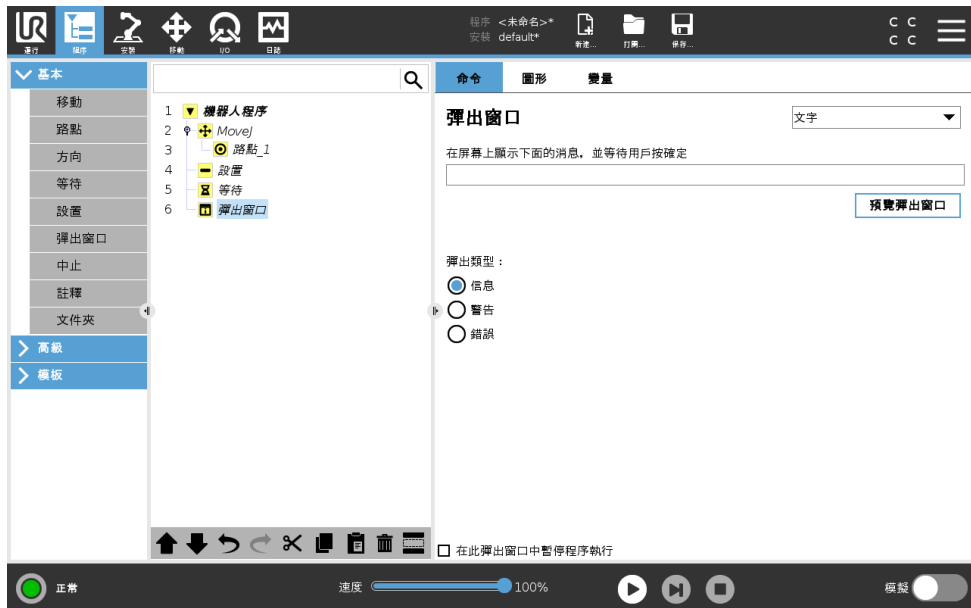 UR
運行
程序
安裝
移動
I/O
日誌
程序 <未命名>*
安裝 default*
新建...
打開...
保存...
C C
C C
基本
移動
路點
方向
等待
設置
彈出窗口
中止
註釋
文件夾
高級
模板
1 機器人程序
2 MoveJ
3 路點_1
4 設置
5 等待
6 彈出窗口
命令 圖形 變量
彈出窗口
文字
在屏幕上顯示下面的消息，並等待用戶按確定
預覽彈出窗口
彈出類型：
信息
警告
錯誤
在此彈出窗口中暫停程序執行
正常
速度
100%
模擬